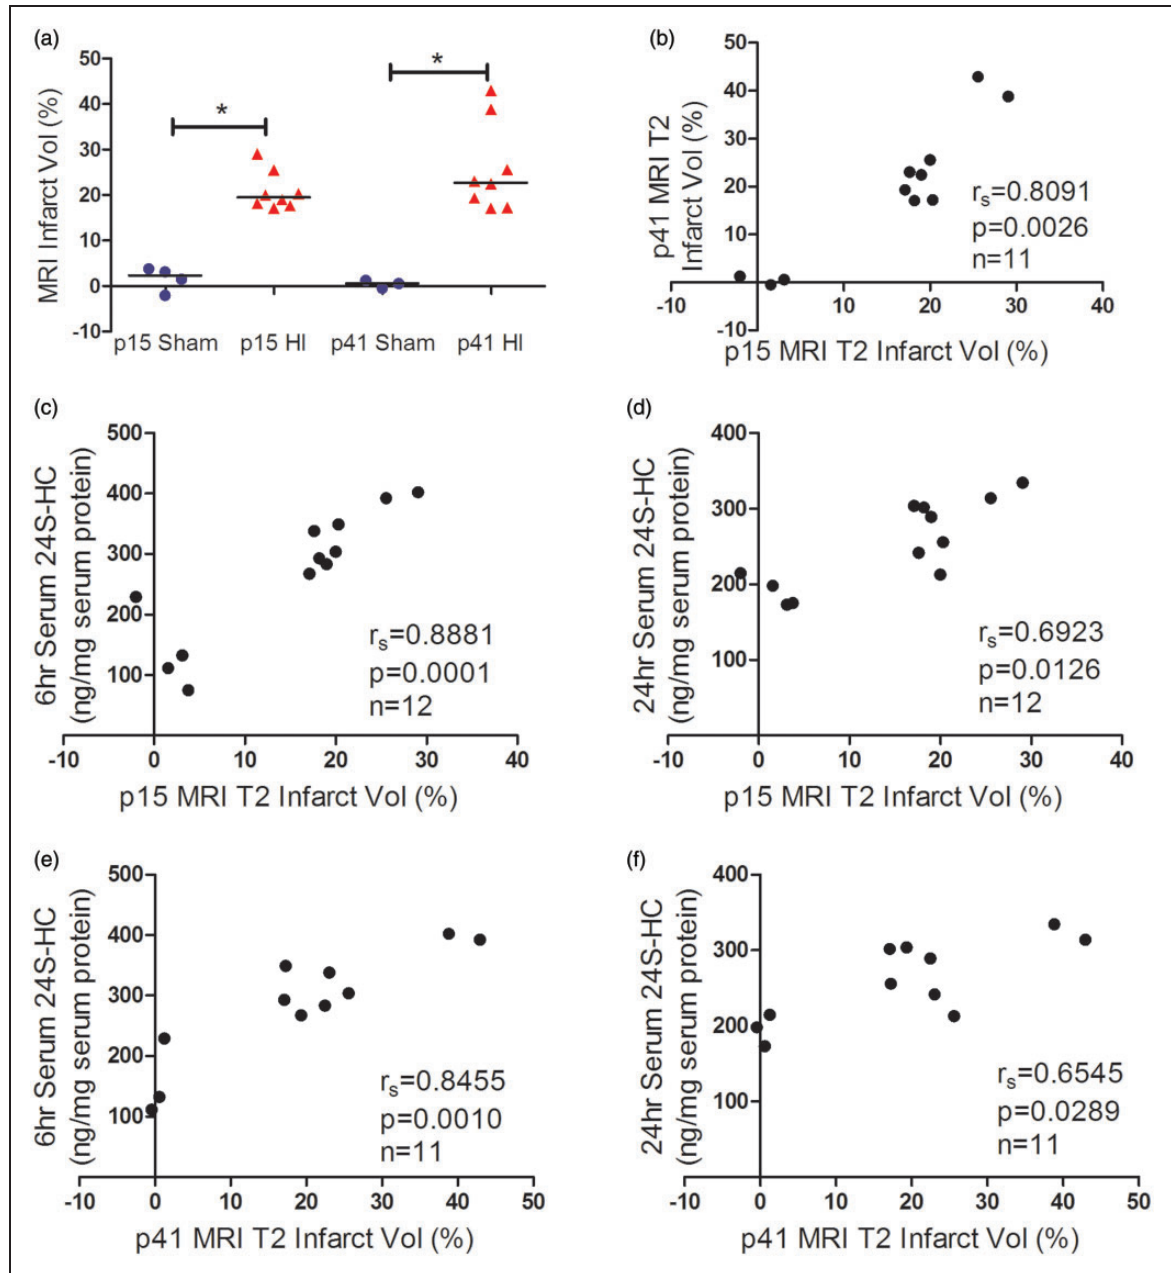 (a)
MRI Infarct Vol (%)
50
40
30
20
10
0
-10
*
*
p15 Sham
p15 HI
p41 Sham
p41 HI
(b)
p41 MRI T2
Infarct Vol (%)
50
40
30
20
10
-10
-10
10
20
30
40
rs=0.8091
p=0.0026
n=11
p15 MRI T2 Infarct Vol (%)
(c)
6hr Serum 24S-HC
(ng/mg serum protein)
500
400
300
200
100
-10
0
10
20
30
40
rs=0.8881
p=0.0001
n=12
p15 MRI T2 Infarct Vol (%)
(d)
24hr Serum 24S-HC
(ng/mg serum protein)
400
300
200
100
-10
0
10
20
30
40
rs=0.6923
p=0.0126
n=12
p15 MRI T2 Infarct Vol (%)
(e)
6hr Serum 24S-HC
(ng/mg serum protein)
500
400
300
200
100
-10
0
10
20
30
40
50
rs=0.8455
p=0.0010
n=11
p41 MRI T2 Infarct Vol (%)
(f)
24hr Serum 24S-HC
(ng/mg serum protein)
400
300
200
100
-10
0
10
20
30
40
50
rs=0.6545
p=0.0289
n=11
p41 MRI T2 Infarct Vol (%)